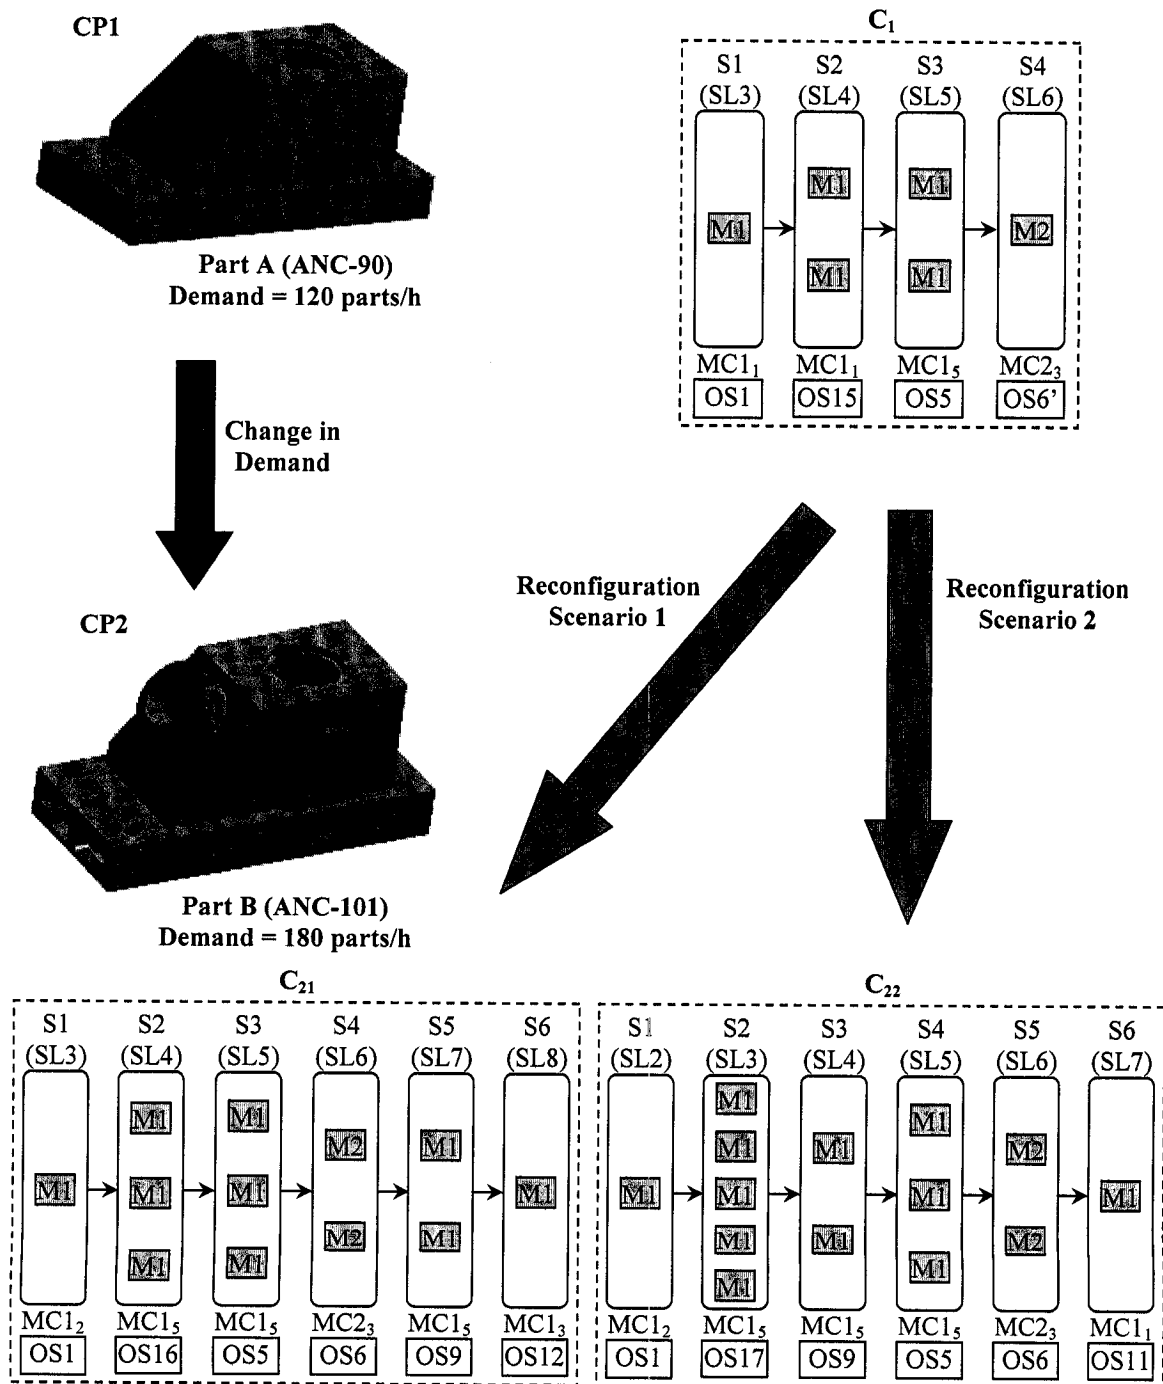 CP1
Part A (ANC-90)
Demand = 120 parts/h
C₁
S1 S2 S3 S4
(SL3) (SL4) (SL5) (SL6)
M1 M1
M1 M2
M1 M1
MC1₁ MC1₁ MC1₅ MC2₃
OS1 OS15 OS5 OS6'
Change in
Demand
Reconfiguration
Scenario 1
Reconfiguration
Scenario 2
CP2
Part B (ANC-101)
Demand = 180 parts/h
C₂₁
S1 S2 S3 S4 S5 S6
(SL3) (SL4) (SL5) (SL6) (SL7) (SL8)
M1 M1
M2 M1
M1 M1 M1 M1
M2 M1
M1 M1
MC1₂ MC1₅ MC1₅ MC2₃ MC1₅ MC1₃
OS1 OS16 OS5 OS6 OS9 OS12
C₂₂
S1 S2 S3 S4 S5 S6
(SL2) (SL3) (SL4) (SL5) (SL6) (SL7)
M1
M1
M1 M1 M2
M1 M1 M1 M1
M1 M1 M2
M1 M1
MC1₂ MC1₅ MC1₅ MC1₅ MC2₃ MC1₁
OS1 OS17 OS9 OS5 OS6 OS11